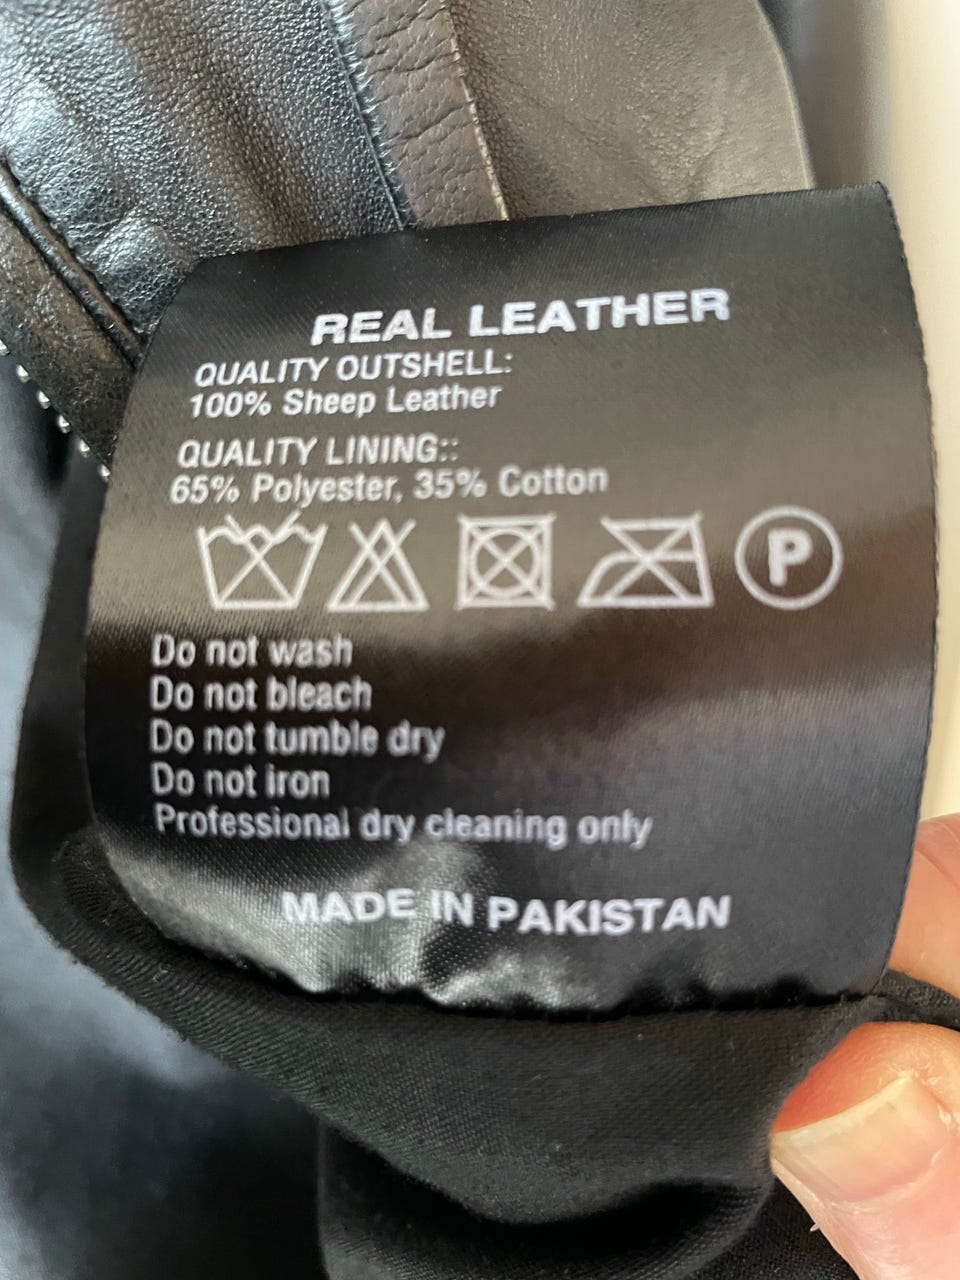 REAL LEATHER
QUALITY OUTSHELL:
100% Sheep Leather
QUALITY LINING::
65% Polyester, 35% Cotton
P
Do not wash
Do not bleach
Do not tumble dry
Do not iron
Professional dry cleaning only
MADE IN PAKISTAN